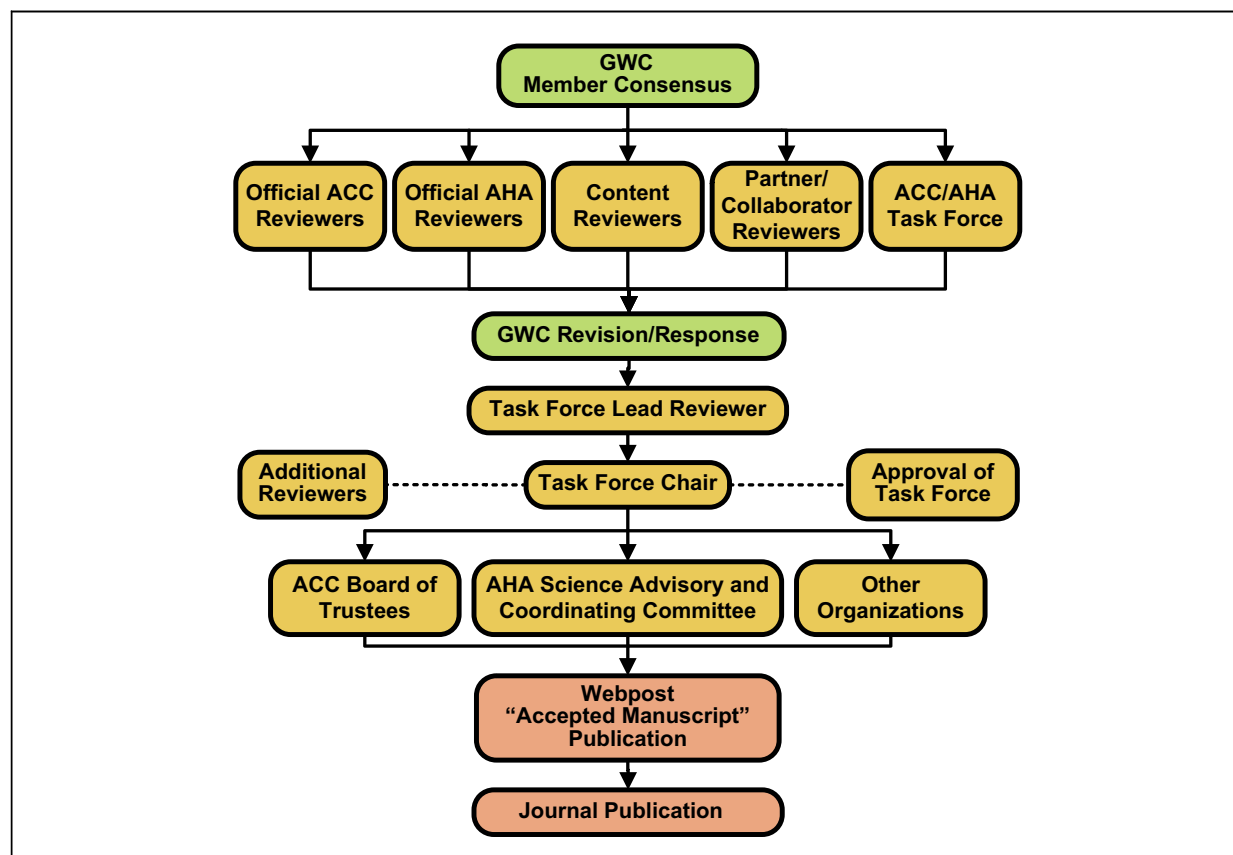 GWC
Member Consensus
Official ACC
Reviewers
Official AHA
Reviewers
Content
Reviewers
Partner/
Collaborator
Reviewers
ACC/AHA
Task Force
GWC Revision/Response
Task Force Lead Reviewer
Additional
Reviewers
Task Force Chair
Approval of
Task Force
ACC Board of
Trustees
AHA Science Advisory and
Coordinating Committee
Other
Organizations
Webpost
“Accepted Manuscript”
Publication
Journal Publication